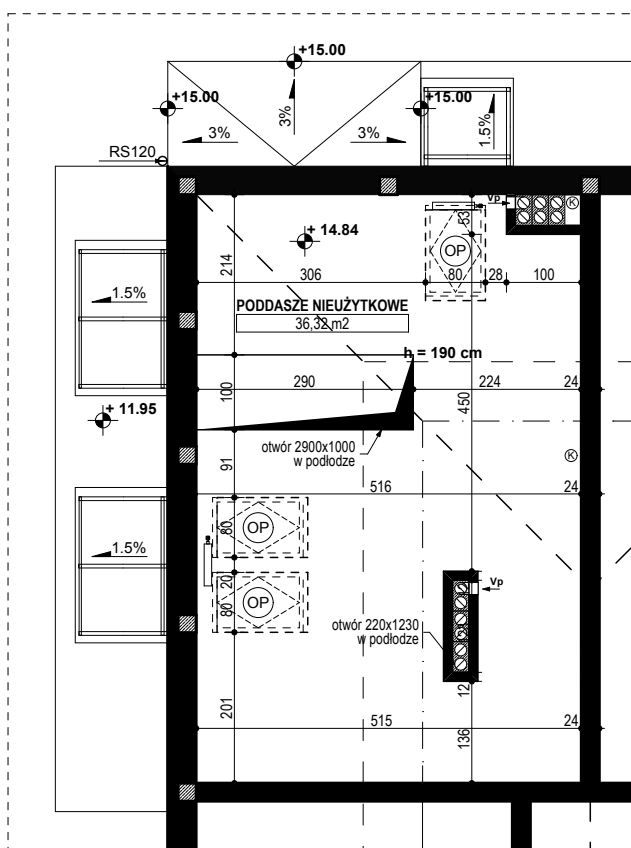 +15.00
+15.00
+15.00
3%
3%
3%
1.5%
RS120
Vp
K
53
+ 14.84
OP
214
306
80
28
100
1.5%
PODDASZE NIEUŻYTKOWE
36,32 m2
h = 190 cm
100
290
224
24
450
+ 11.95
otwór 2900x1000
w podłodze
91
K
516
24
1.5%
80
OP
20
80
OP
Vp
otwór 220x1230
w podłodze
12
201
515
24
136